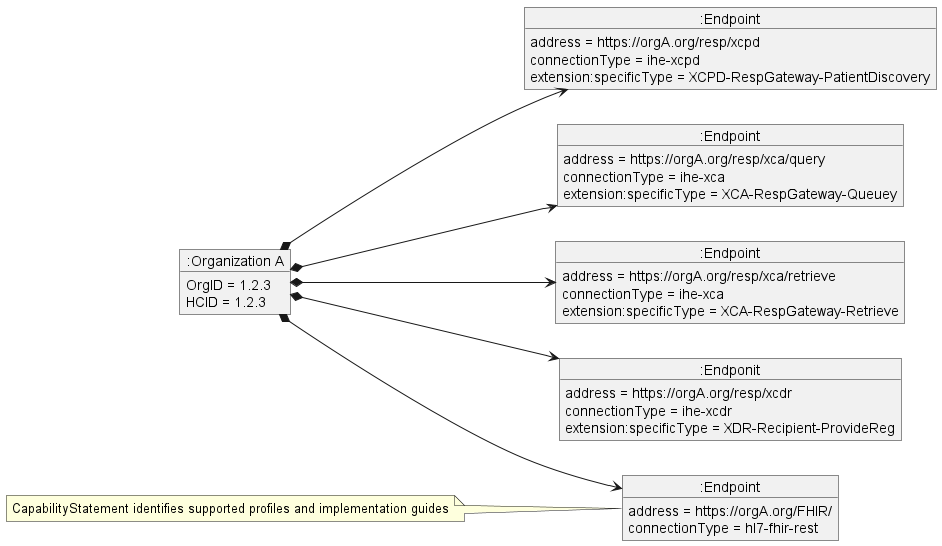 :Endpoint
address = https://orgA.org/resp/xcpd
connectionType = ihe-xcpd
extension:specificType = XCPD-RespGateway-PatientDiscovery
:Endpoint
address = https://orgA.org/resp/xca/query
connectionType = ihe-xca
extension:specificType = XCA-RespGateway-Queuey
:Organization A
OrgID = 1.2.3
HCID = 1.2.3
:Endpoint
address = https://orgA.org/resp/xca/retrieve
connectionType = ihe-xca
extension:specificType = XCA-RespGateway-Retrieve
:Endponit
address = https://orgA.org/resp/xcdr
connectionType = ihe-xcdr
extension:specificType = XDR-Recipient-ProvideReg
:Endpoint
address = https://orgA.org/FHIR/
connectionType = hl7-fhir-rest
CapabilityStatement identifies supported profiles and implementation guides